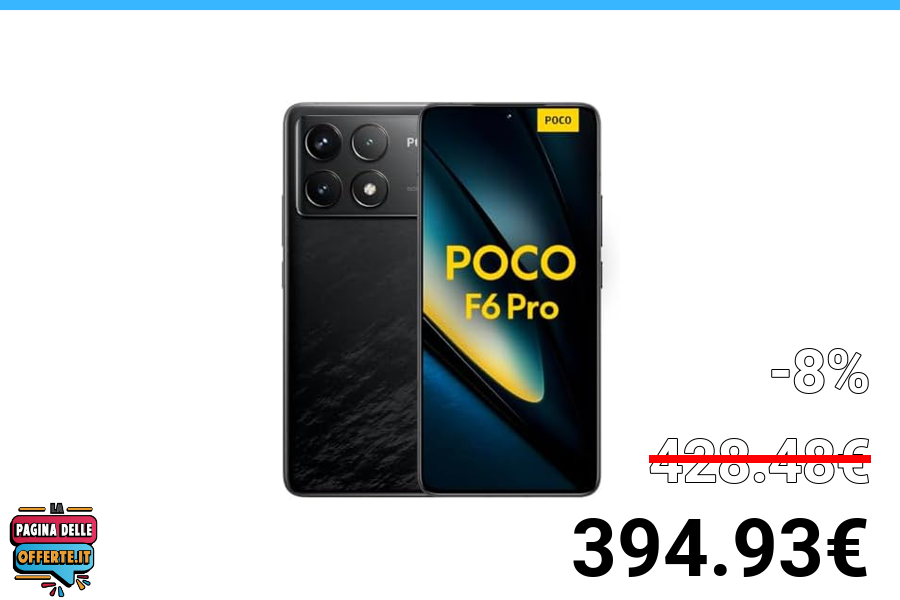 POCO
POCO
F6 Pro
-8%
428.48€
394.93€
LA
PAGINA DELLE
OFFERTE.IT